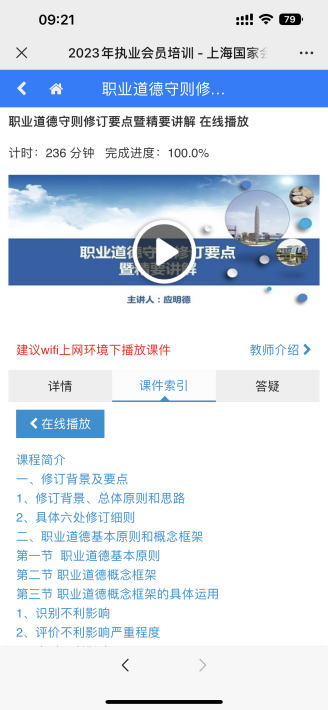 09:21
79
2023年执业会员培训 - 上海国家
职业道德守则修...
职业道德守则修订要点暨精要讲解 在线播放
计时：236 分钟 完成进度：100.0%
职业道德守则修订要点
暨精要讲解
主讲人：应明德
建议wifi上网环境下播放课件
教师介绍
详情
课件索引
答疑
在线播放
课程简介
一、修订背景及要点
1、修订背景、总体原则和思路
2、具体六处修订细则
二、职业道德基本原则和概念框架
第一节 职业道德基本原则
第二节 职业道德概念框架
第三节 职业道德概念框架的具体运用
1、识别不利影响
2、评价不利影响严重程度